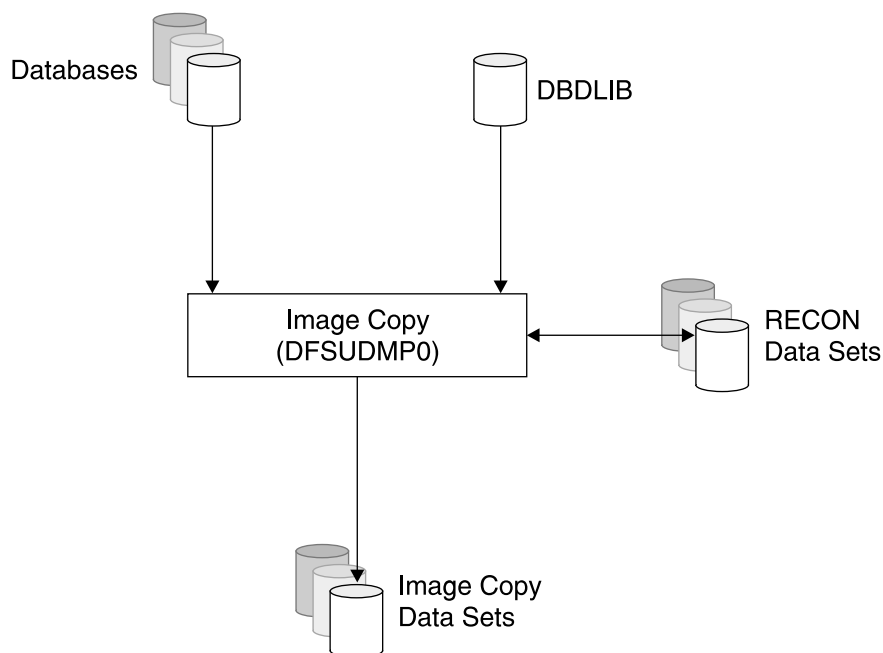 Databases
DBDLIB
Image Copy
(DFSUDMP0)
RECON
Data Sets
Image Copy
Data Sets